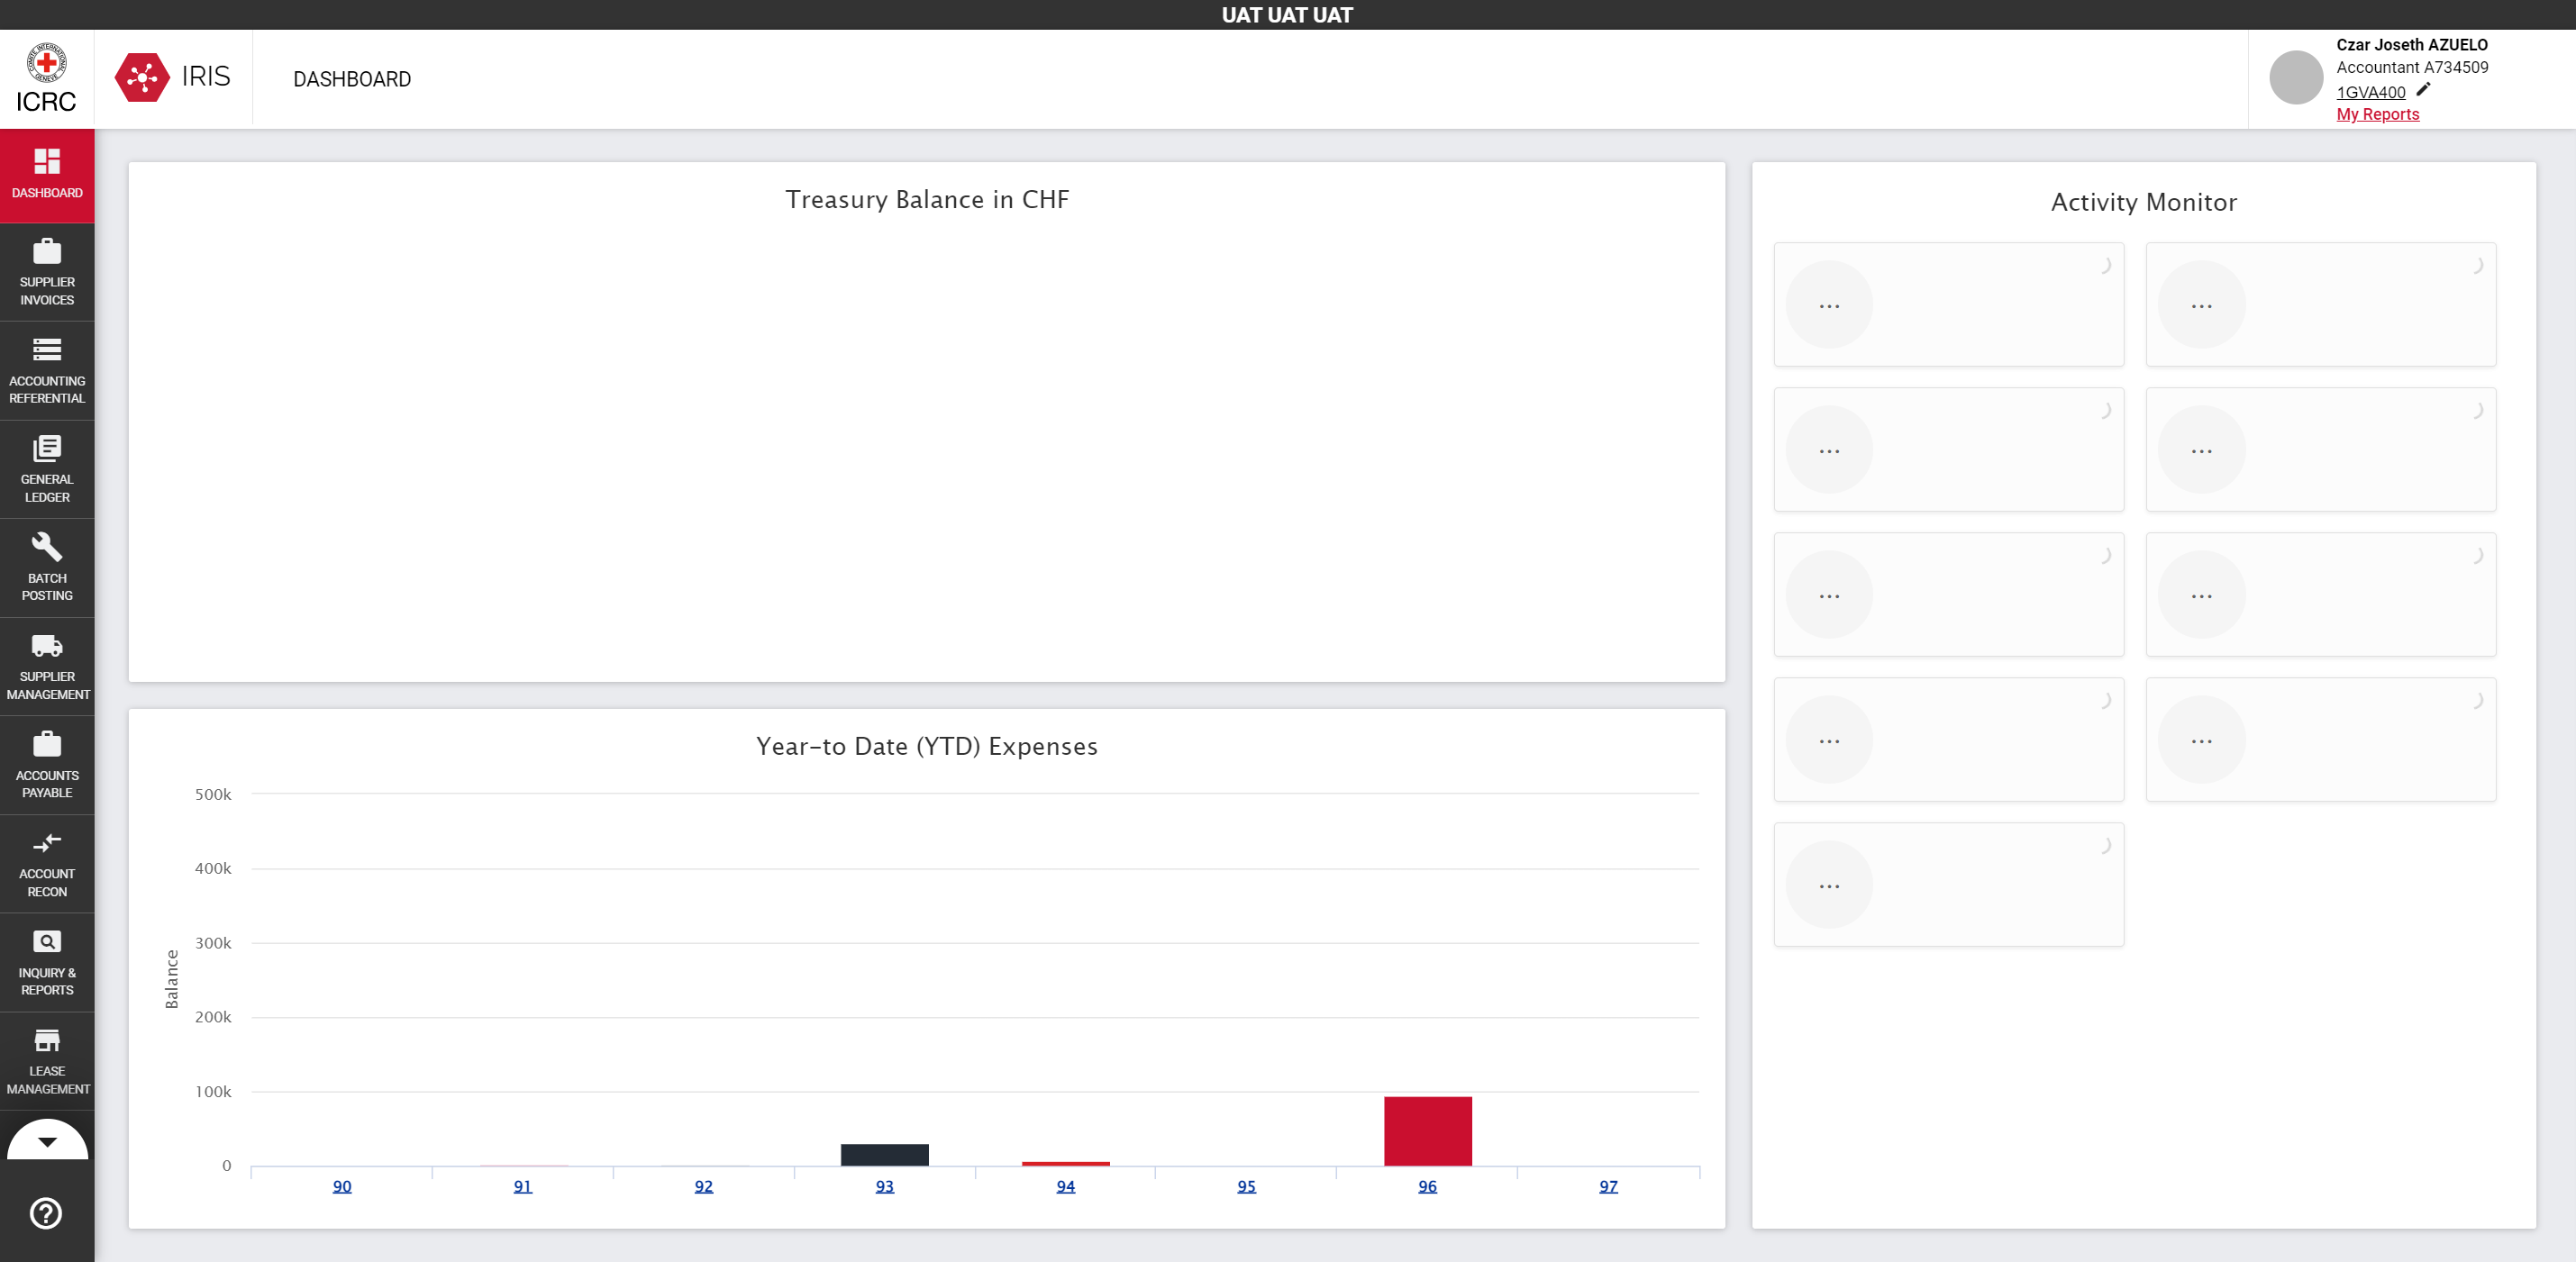 UAT UAT UAT
ICRC
IRIS
DASHBOARD
Czar Joseth AZUELO
Accountant A734509
1GVA400
My Reports
DASHBOARD
SUPPLIER
INVOICES
ACCOUNTING
REFERENTIAL
GENERAL
LEDGER
BATCH
POSTING
SUPPLIER
MANAGEMENT
ACCOUNTS
PAYABLE
ACCOUNT
RECON
INQUIRY &
REPORTS
LEASE
MANAGEMENT
Treasury Balance in CHF
Year-to Date (YTD) Expenses
Balance
500k
400k
300k
200k
100k
0
90 91 92 93 94 95 96 97
Activity Monitor
... ...
... ...
... ...
... ...
...